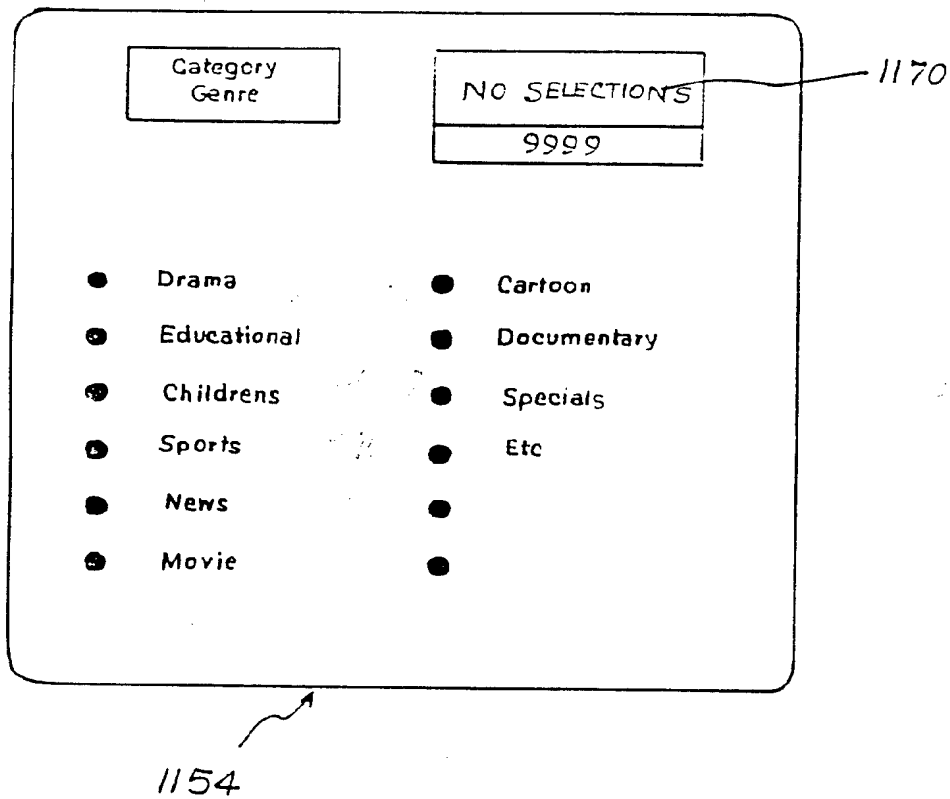 Category
Genre
NO SELECTIONS
9999
1170
Drama
Educational
Childrens
Sports
News
Movie
Cartoon
Documentary
Specials
Etc
1154